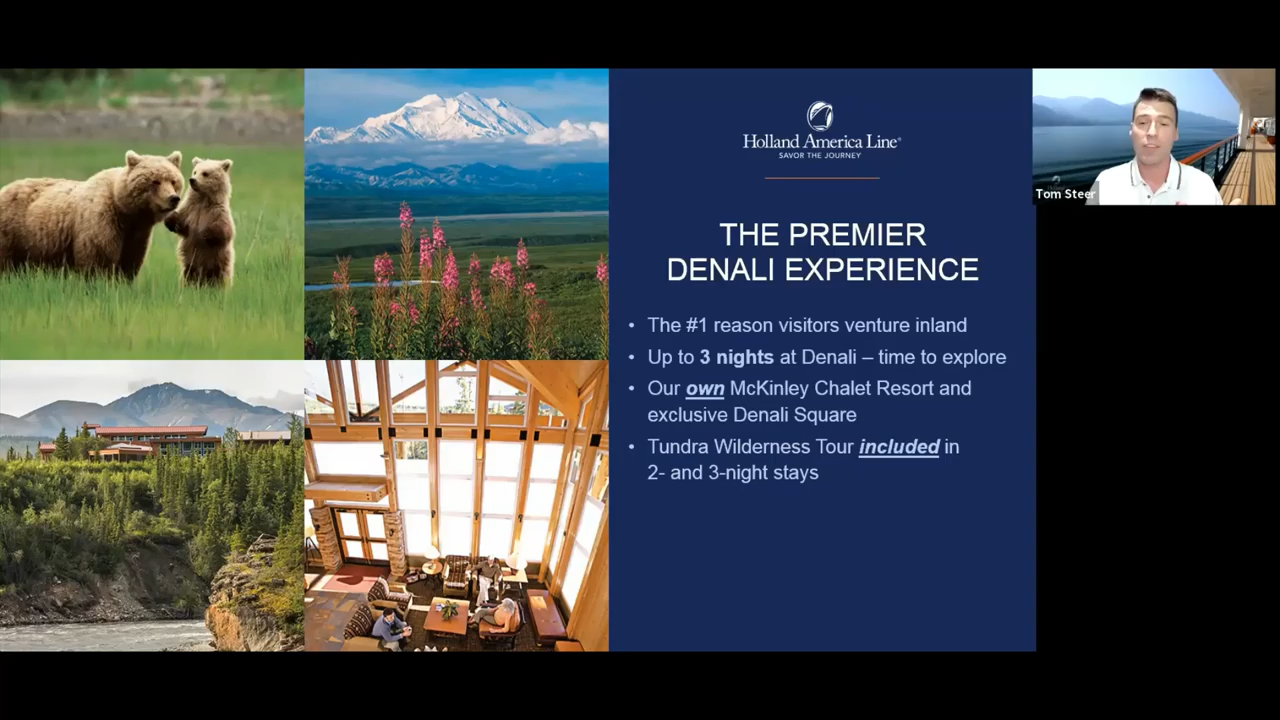 Holland America Line®
SAVOR THE JOURNEY
THE PREMIER
DENALI EXPERIENCE
• The #1 reason visitors venture inland
• Up to 3 nights at Denali – time to explore
• Our own McKinley Chalet Resort and
exclusive Denali Square
• Tundra Wilderness Tour included in
2- and 3-night stays
Tom Steer